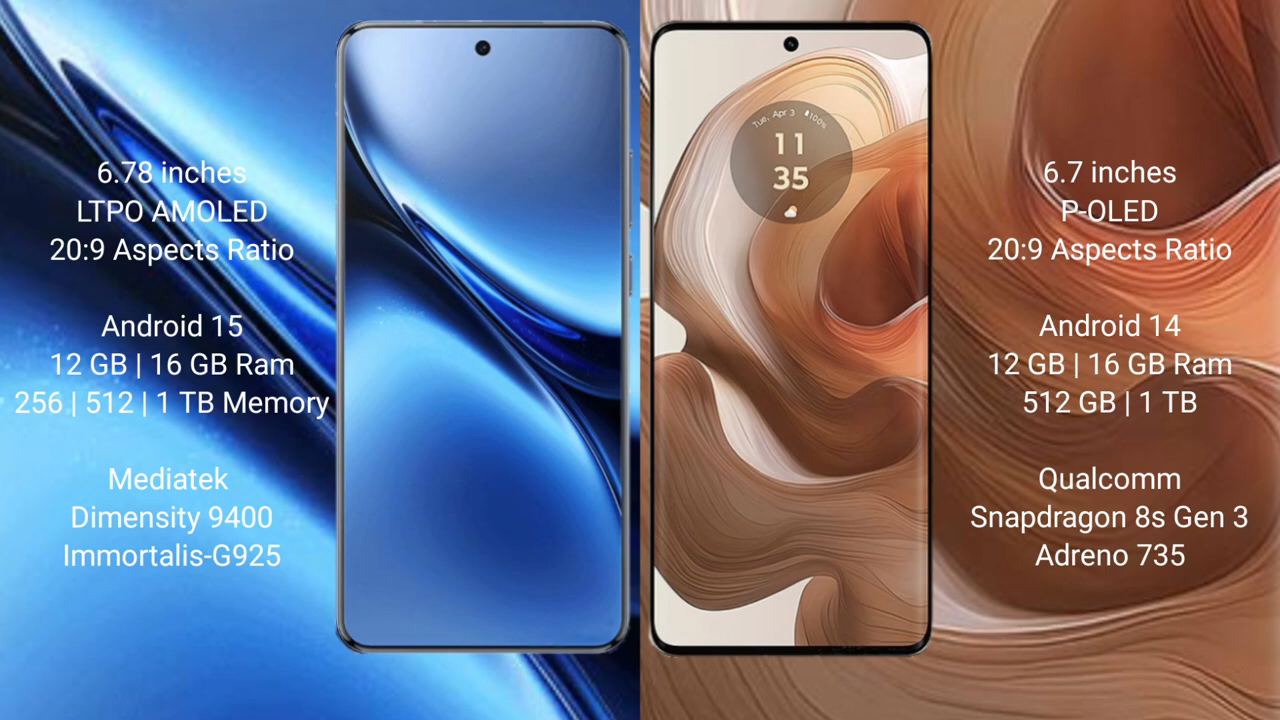 6.78 inches
LTPO AMOLED
20:9 Aspects Ratio
Android 15
12 GB | 16 GB Ram
256 | 512 | 1 TB Memory
Mediatek
Dimensity 9400
Immortalis-G925
Tue, Apr 3 100%
11
35
6.7 inches
P-OLED
20:9 Aspects Ratio
Android 14
12 GB | 16 GB Ram
512 GB | 1 TB
Qualcomm
Snapdragon 8s Gen 3
Adreno 735